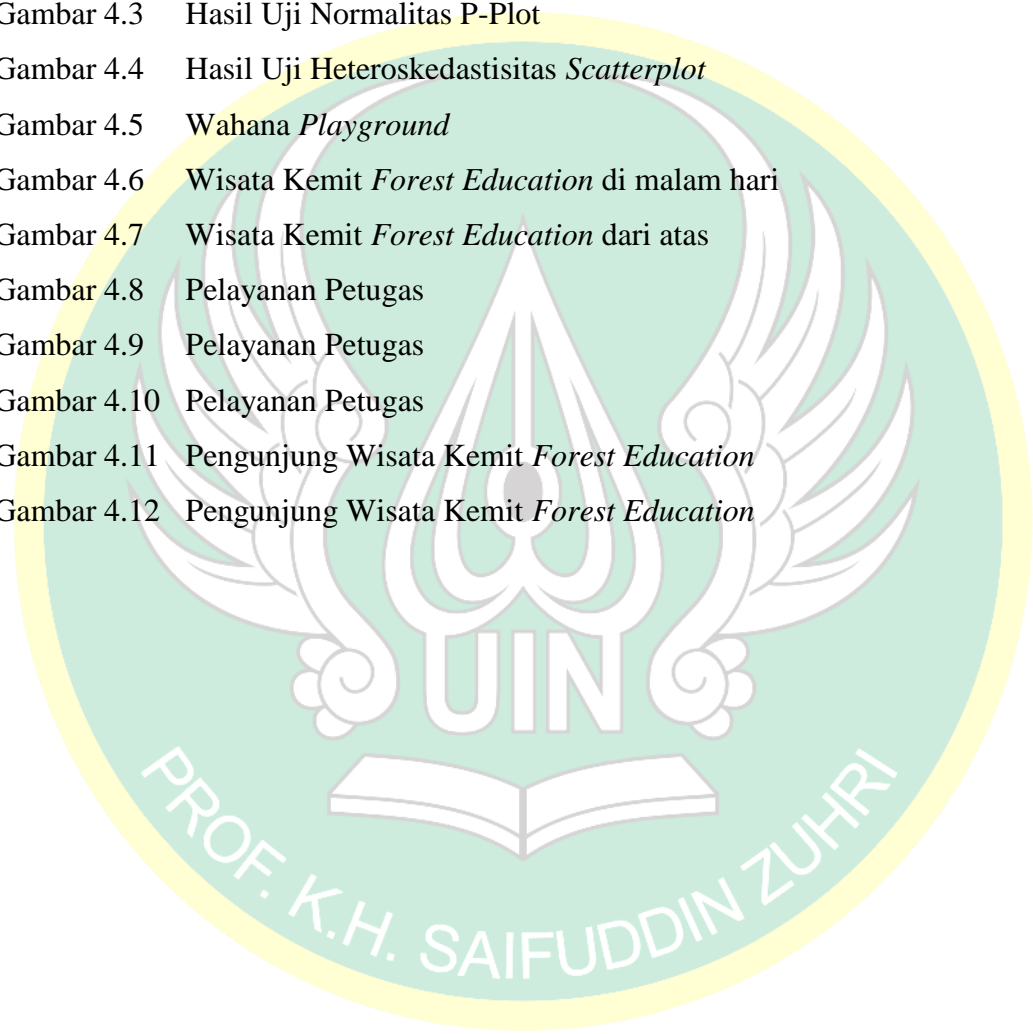 Gambar 4.3 Hasil Uji Normalitas P-Plot
Gambar 4.4 Hasil Uji Heteroskedastisitas Scatterplot
Gambar 4.5 Wahana Playground
Gambar 4.6 Wisata Kemit Forest Education di malam hari
Gambar 4.7 Wisata Kemit Forest Education dari atas
Gambar 4.8 Pelayanan Petugas
Gambar 4.9 Pelayanan Petugas
Gambar 4.10 Pelayanan Petugas
Gambar 4.11 Pengunjung Wisata Kemit Forest Education
Gambar 4.12 Pengunjung Wisata Kemit Forest Education
UIN
PROF. K.H. SAIFUDDIN ZUHRI